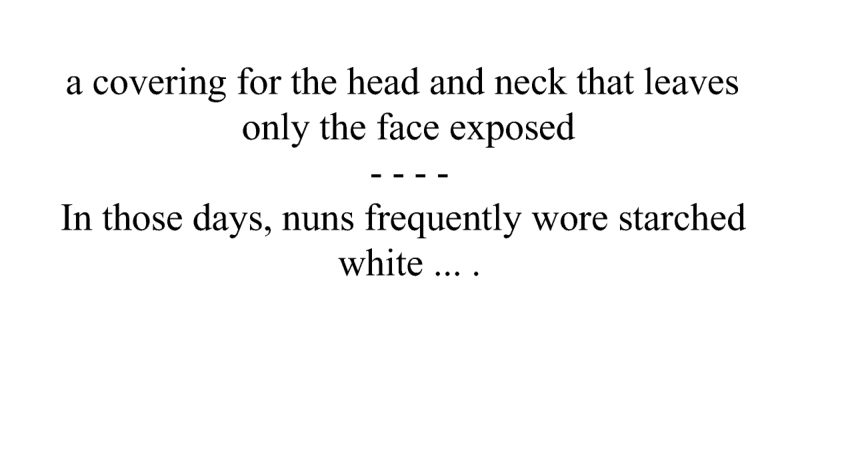 a covering for the head and neck that leaves
only the face exposed
- - - -
In those days, nuns frequently wore starched
white ... .